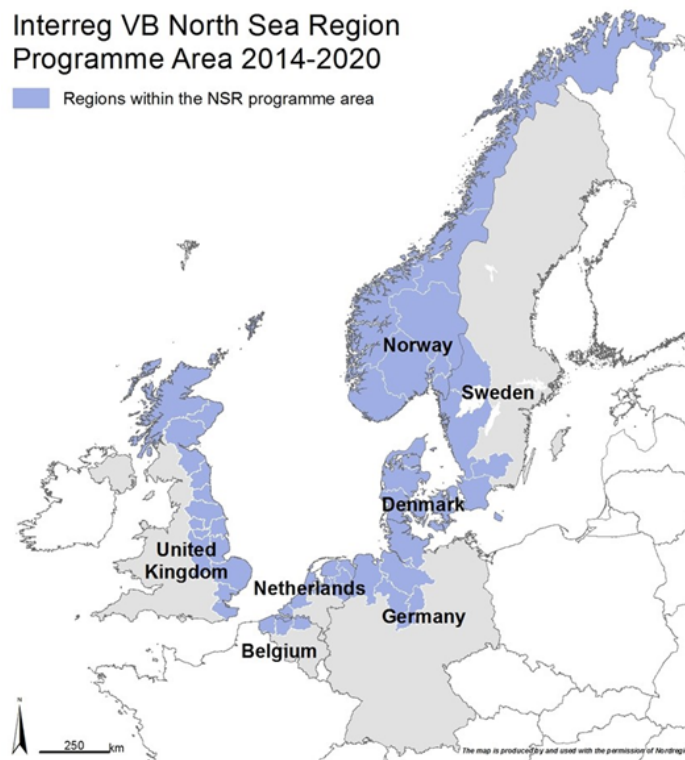 Interreg VB North Sea Region
Programme Area 2014-2020
Regions within the NSR programme area
Norway
Sweden
Denmark
United
Kingdom
Netherlands
Germany
Belgium
N
250 km
The map is produced by and used with the permission of Nordregi